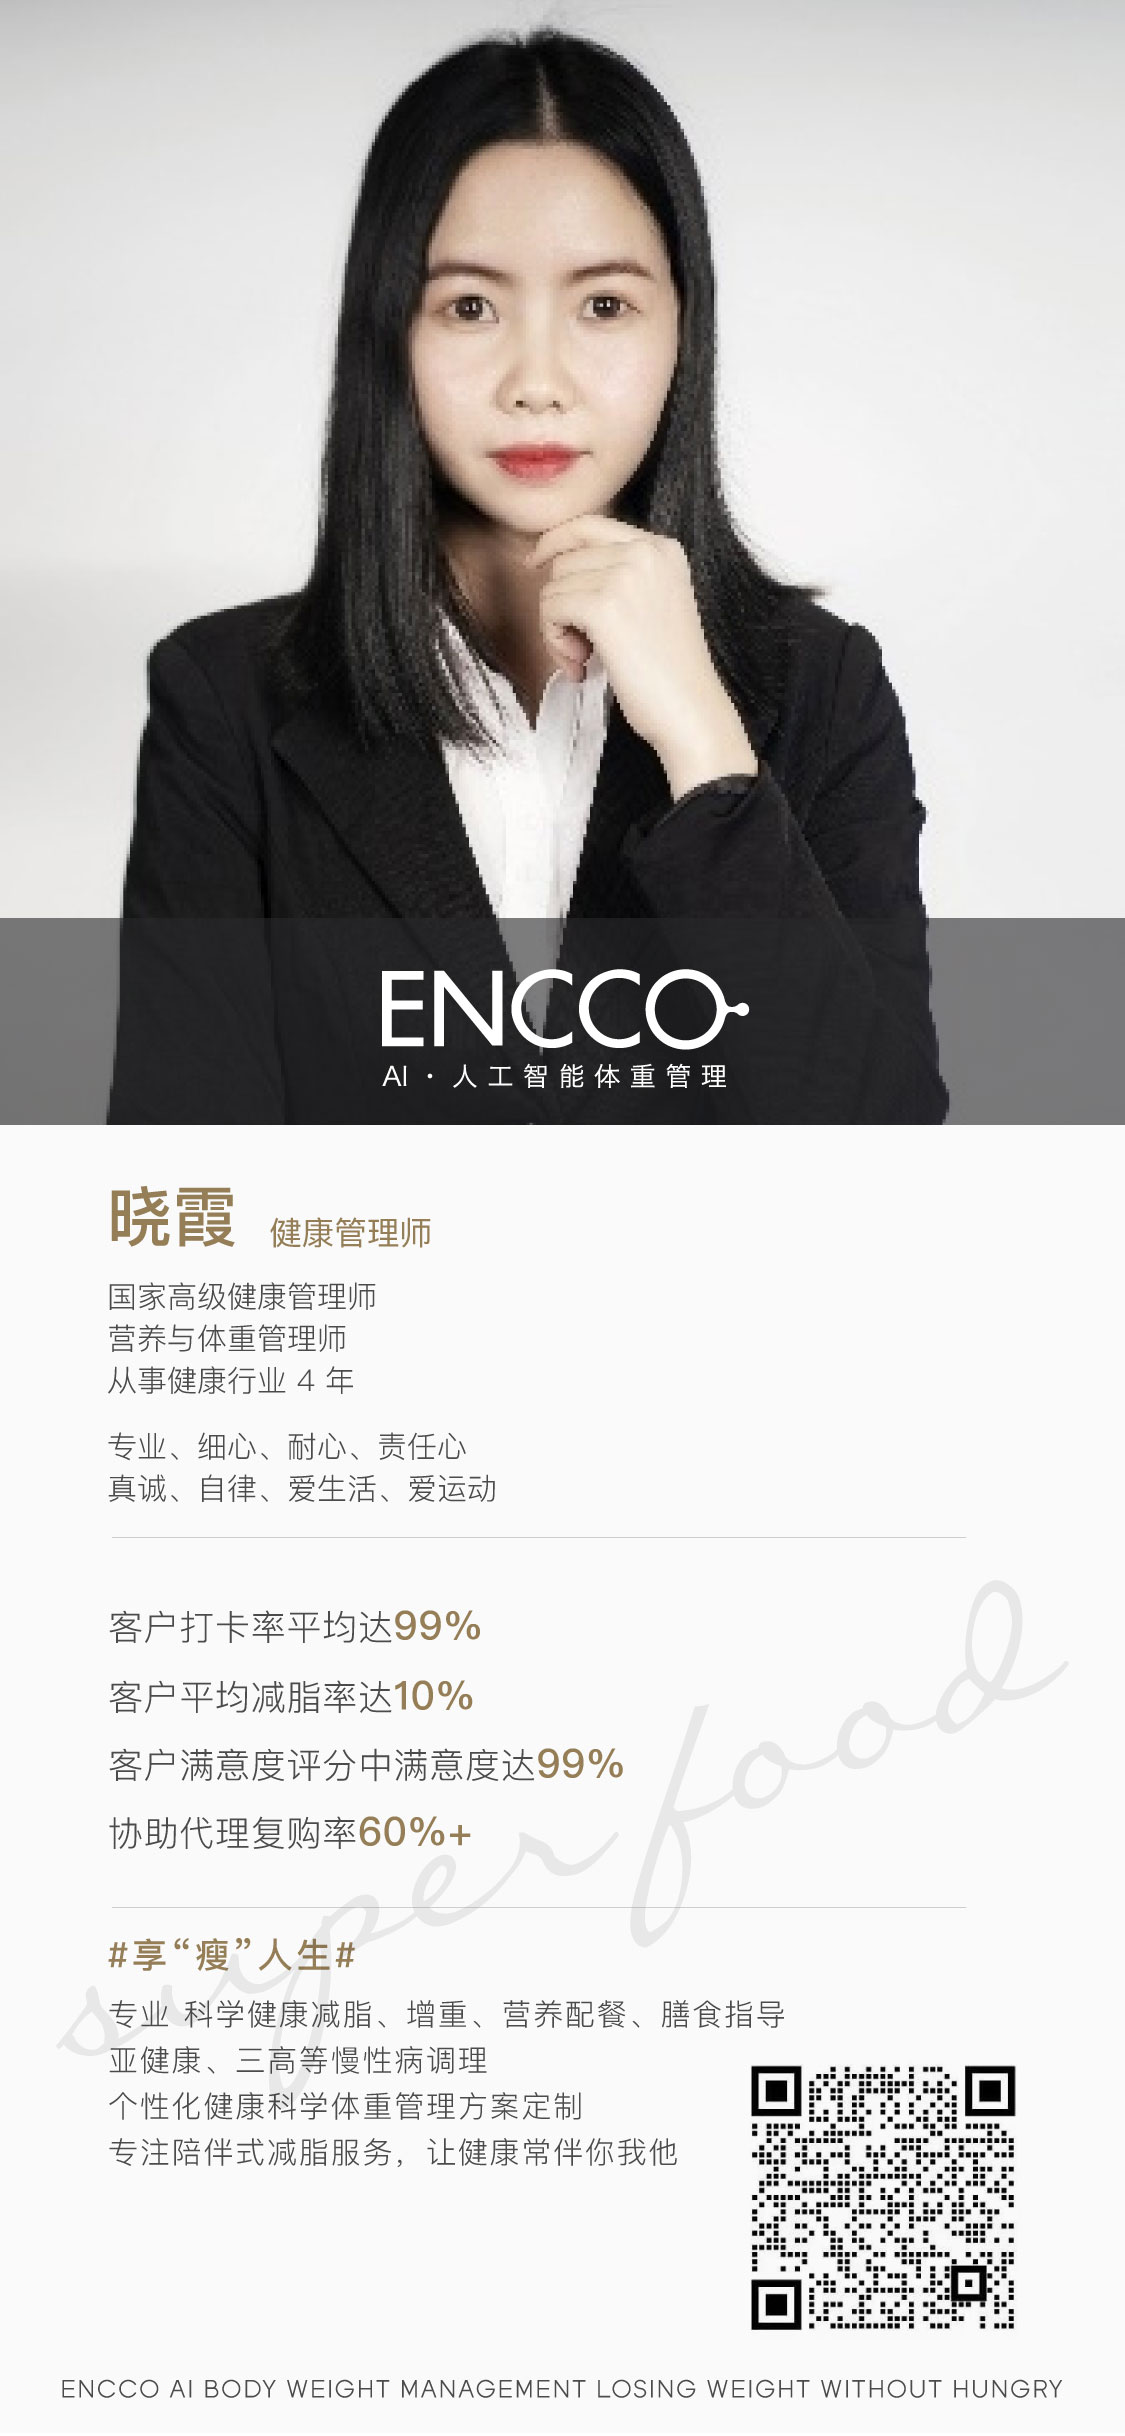 ENCCO
AI·人工智能体重管理
晓霞 健康管理师
国家高级健康管理师
营养与体重管理师
从事健康行业 4 年
专业、细心、耐心、责任心
真诚、自律、爱生活、爱运动
客户打卡率平均达99%
客户平均减脂率达10%
客户满意度评分中满意度达99%
协助代理复购率60%+
superfood
#享“瘦”人生#
专业 科学健康减脂、增重、营养配餐、膳食指导
亚健康、三高等慢性病调理
个性化健康科学体重管理方案定制
专注陪伴式减脂服务，让健康常伴你我他
ENCCO AI BODY WEIGHT MANAGEMENT LOSING WEIGHT WITHOUT HUNGRY